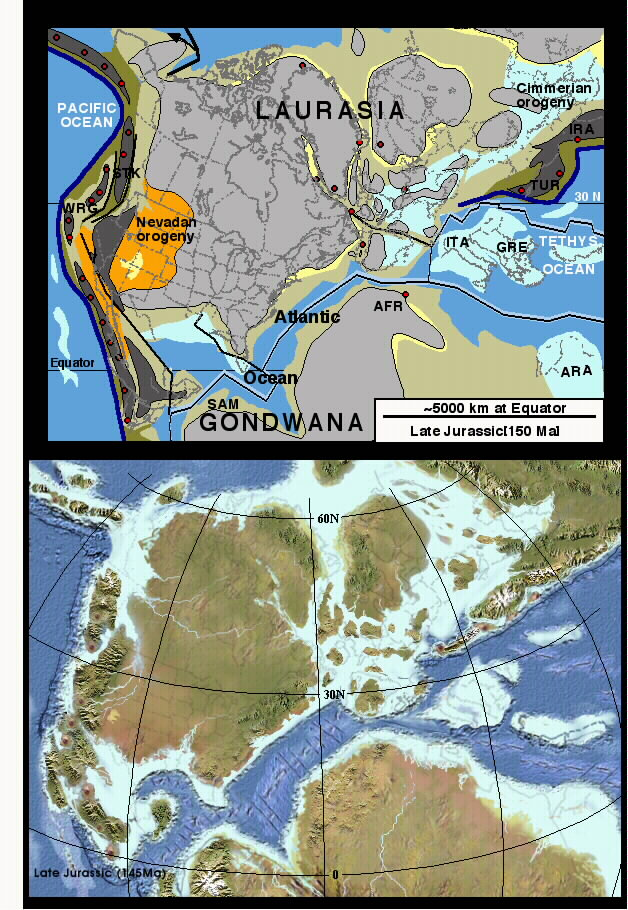 LAURASIA
Cimmerian
orogeny
PACIFIC
OCEAN
IRA
STK
TUR
30 N
WRG
Nevadan
orogeny
ITA
GRE
TETHYS
OCEAN
AFR
Atlantic
Equator
ARA
Ocean
SAM
GONDWANA
~5000 km at Equator
Late Jurassic[150 Ma]
60N
30N
0
Late Jurassic (145Ma)